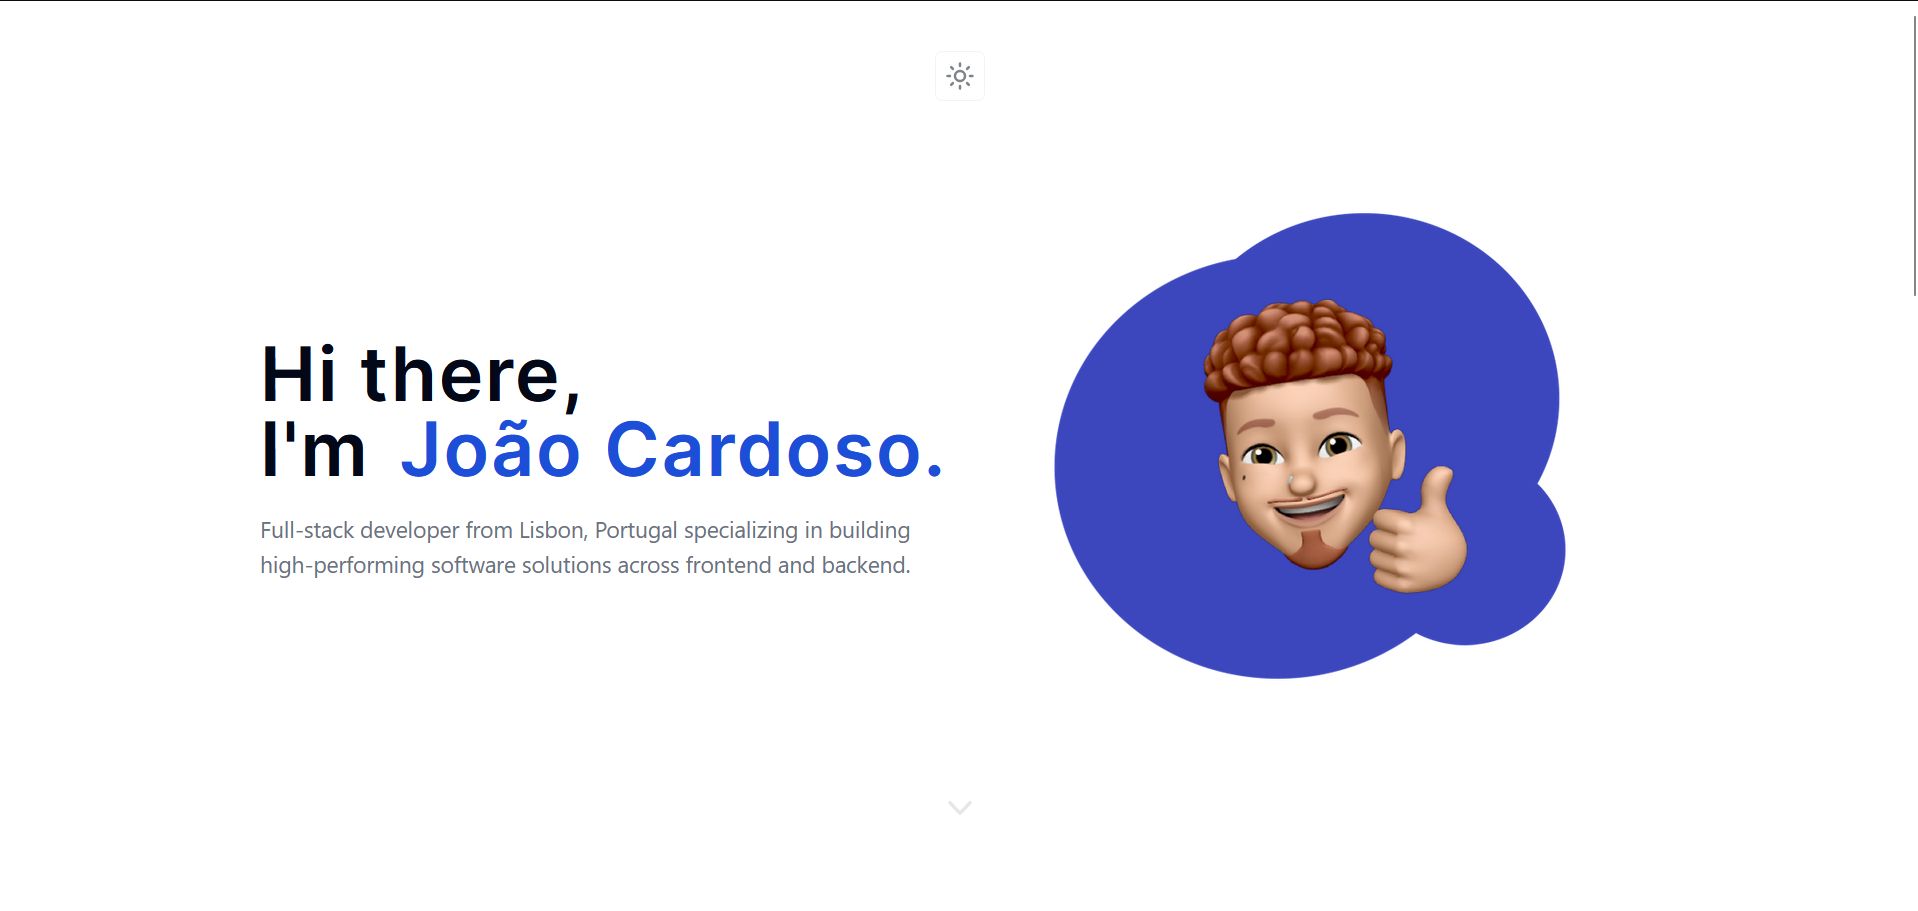 Hi there,
I'm João Cardoso.
Full-stack developer from Lisbon, Portugal specializing in building
high-performing software solutions across frontend and backend.